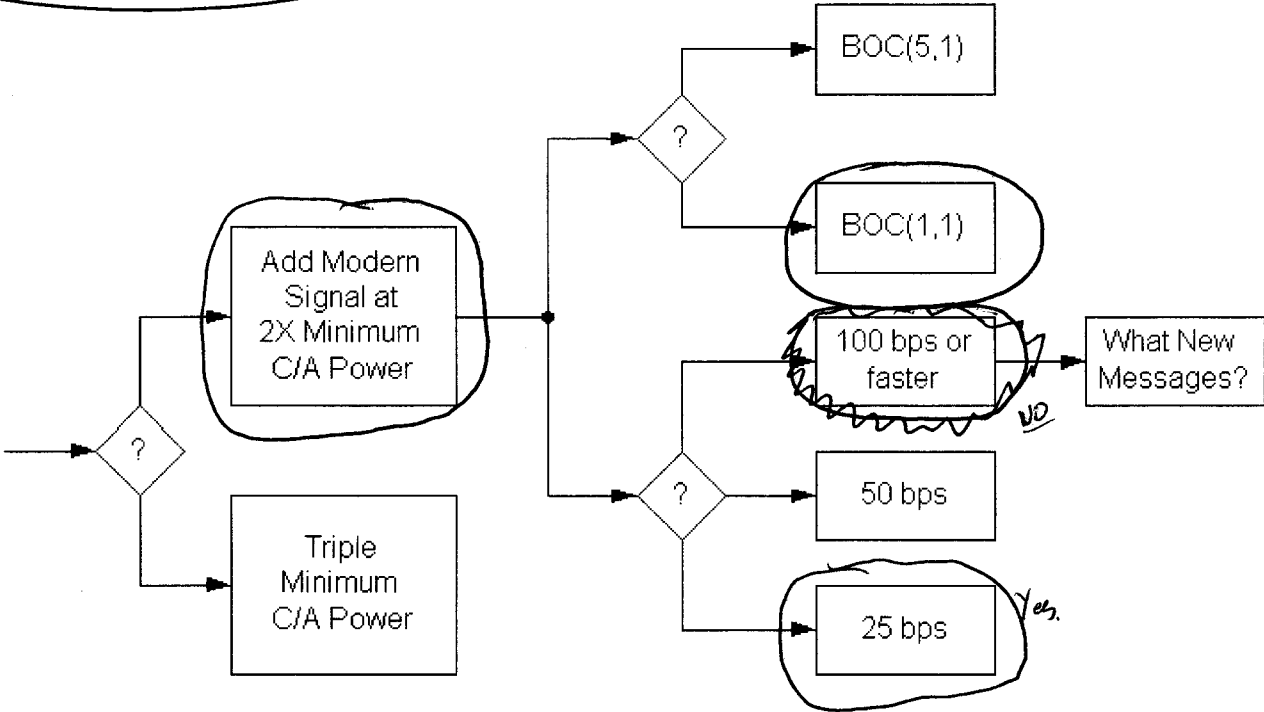 BOC(5,1)
?
BOC(1,1)
Add Modern
Signal at
2X Minimum
C/A Power
100 bps or
faster
What New
Messages?
NO
?
?
50 bps
Triple
Minimum
C/A Power
25 bps
Yes.